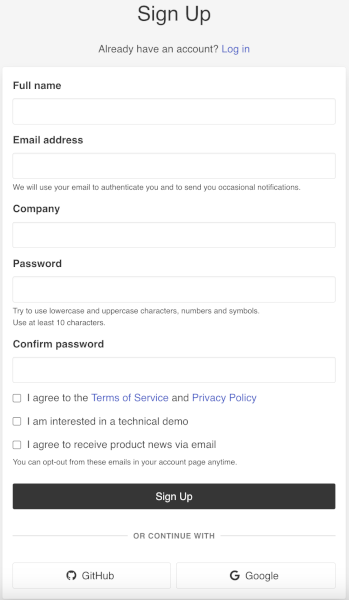 Sign Up
Already have an account? Log in
Full name
Email address
We will use your email to authenticate you and to send you occasional notifications.
Company
Password
Try to use lowercase and uppercase characters, numbers and symbols.
Use at least 10 characters.
Confirm password
I agree to the Terms of Service and Privacy Policy
I am interested in a technical demo
I agree to receive product news via email
You can opt-out from these emails in your account page anytime.
Sign Up
OR CONTINUE WITH
GitHub
Google